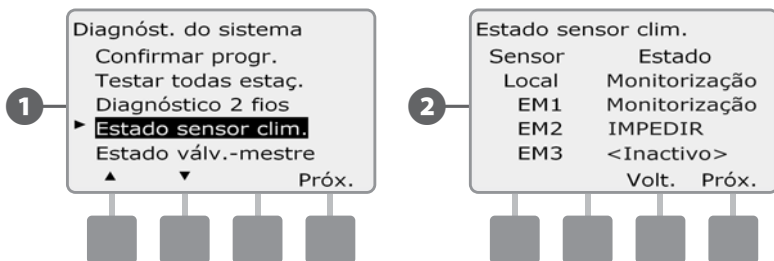 1
Diagnóst. do sistema
Confirmar progr.
Testar todas estaç.
Diagnóstico 2 fios
Estado sensor clim.
Estado válv.-mestre
Próx.
2
Estado sensor clim.
Sensor Estado
Local Monitorização
EM1 Monitorização
EM2 IMPEDIR
EM3 <Inactivo>
Volt. Próx.